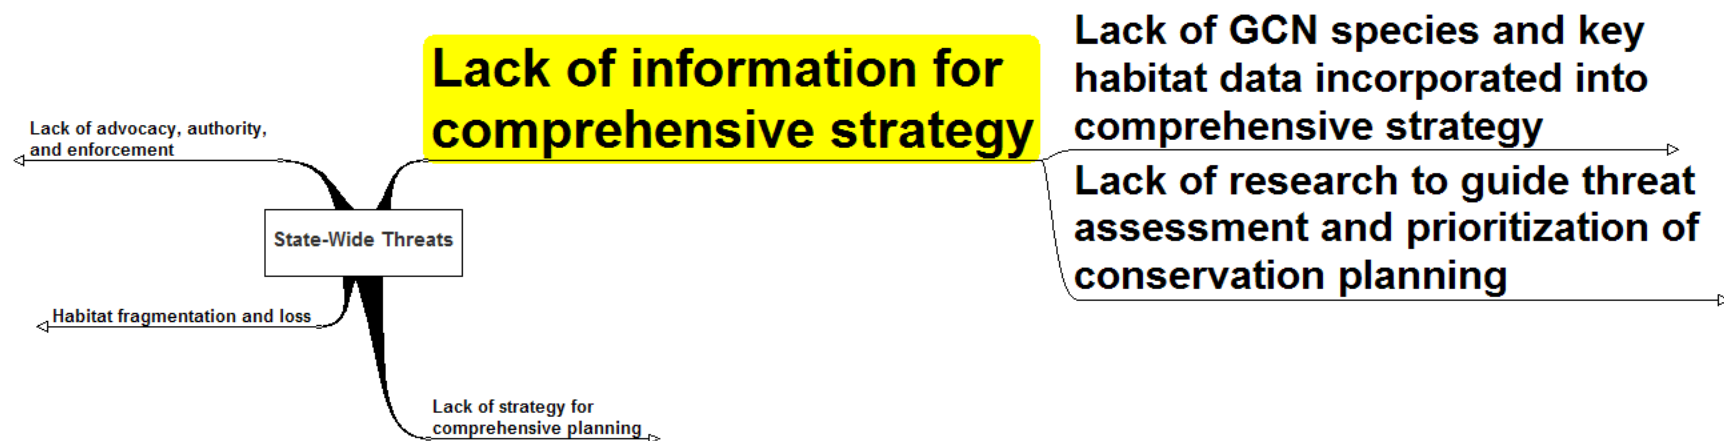 Lack of information for
comprehensive strategy
Lack of GCN species and key
habitat data incorporated into
comprehensive strategy
Lack of research to guide threat
assessment and prioritization of
conservation planning
Lack of advocacy, authority,
and enforcement
State-Wide Threats
Habitat fragmentation and loss
Lack of strategy for
comprehensive planning